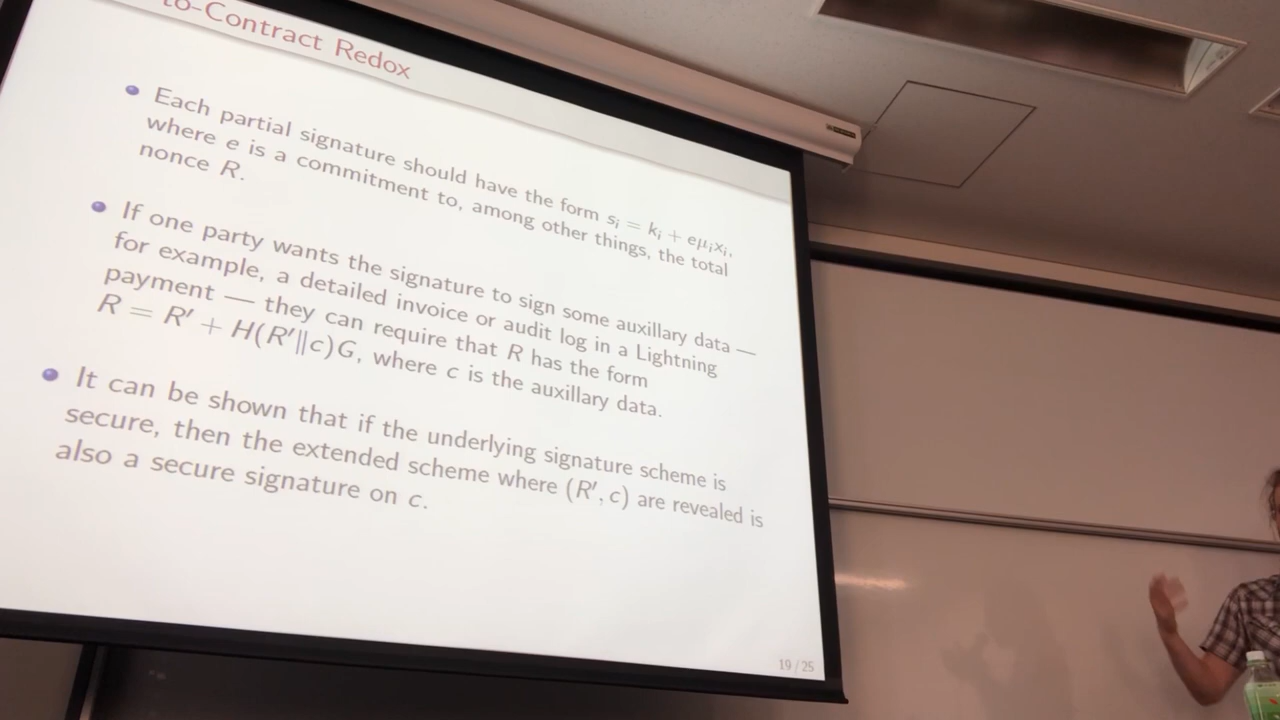 to-Contract Redox
Each partial signature should have the form sᵢ = kᵢ + eμᵢxᵢ,
where e is a commitment to, among other things, the total
nonce R.
If one party wants the signature to sign some auxillary data —
for example, a detailed invoice or audit log in a Lightning
payment — they can require that R has the form
R = R′ + H(R′‖c)G, where c is the auxillary data.
It can be shown that if the underlying signature scheme is
secure, then the extended scheme where (R′, c) are revealed is
also a secure signature on c.
19 / 25